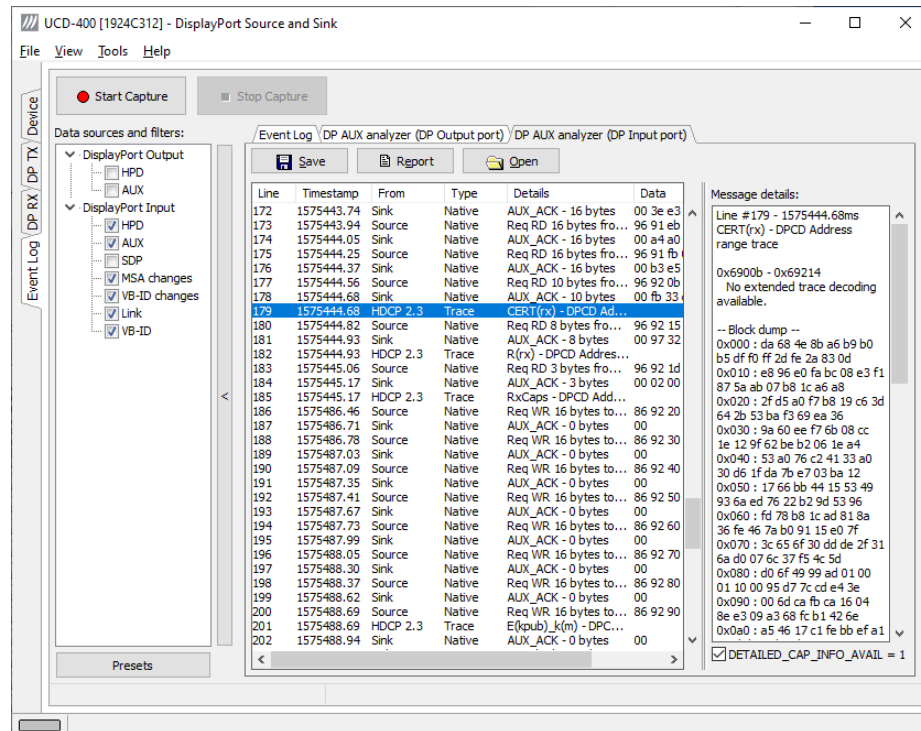 UCD-400 [1924C312] - DisplayPort Source and Sink
File View Tools Help
Start Capture
Stop Capture
Device
DP TX
DP RX
Event Log
Data sources and filters:
DisplayPort Output
HPD
AUX
DisplayPort Input
HPD
AUX
SDP
MSA changes
VB-ID changes
Link
VB-ID
Presets
<
Event Log DP AUX analyzer (DP Output port) DP AUX analyzer (DP Input port)
Save Report Open
Line Timestamp From Type Details Data
172 1575443.74 Sink Native AUX_ACK - 16 bytes 00 3e e3
173 1575443.94 Source Native Req RD 16 bytes fro... 96 91 eb
174 1575444.05 Sink Native AUX_ACK - 16 bytes 00 a4 a0
175 1575444.25 Source Native Req RD 16 bytes fro... 96 91 fb
176 1575444.37 Sink Native AUX_ACK - 16 bytes 00 b3 e5
177 1575444.56 Source Native Req RD 10 bytes fro... 96 92 0b
178 1575444.68 Sink Native AUX_ACK - 10 bytes 00 fb 33
179 1575444.68 HDCP 2.3 Trace CERT(rx) - DPCD Ad...
180 1575444.82 Source Native Req RD 8 bytes fro... 96 92 15
181 1575444.93 Sink Native AUX_ACK - 8 bytes 00 97 32
182 1575444.93 HDCP 2.3 Trace R(rx) - DPCD Addres...
183 1575445.06 Source Native Req RD 3 bytes fro... 96 92 1d
184 1575445.17 Sink Native AUX_ACK - 3 bytes 00 02 00
185 1575445.17 HDCP 2.3 Trace RxCaps - DPCD Add...
186 1575486.46 Source Native Req WR 16 bytes to... 86 92 20
187 1575486.71 Sink Native AUX_ACK - 0 bytes 00
188 1575486.78 Source Native Req WR 16 bytes to... 86 92 30
189 1575487.03 Sink Native AUX_ACK - 0 bytes 00
190 1575487.09 Source Native Req WR 16 bytes to... 86 92 40
191 1575487.35 Sink Native AUX_ACK - 0 bytes 00
192 1575487.41 Source Native Req WR 16 bytes to... 86 92 50
193 1575487.67 Sink Native AUX_ACK - 0 bytes 00
194 1575487.73 Source Native Req WR 16 bytes to... 86 92 60
195 1575487.99 Sink Native AUX_ACK - 0 bytes 00
196 1575488.05 Source Native Req WR 16 bytes to... 86 92 70
197 1575488.30 Sink Native AUX_ACK - 0 bytes 00
198 1575488.37 Source Native Req WR 16 bytes to... 86 92 80
199 1575488.62 Sink Native AUX_ACK - 0 bytes 00
200 1575488.69 Source Native Req WR 16 bytes to... 86 92 90
201 1575488.69 HDCP 2.3 Trace E(kpub)_k(m) - DPC...
202 1575488.94 Sink Native AUX_ACK - 0 bytes 00
Message details:
Line #179 - 1575444.68ms
CERT(rx) - DPCD Address
range trace
0x6900b - 0x69214
No extended trace decoding
available.
-- Block dump --
0x000 : da 68 4e 8b a6 b9 b0
b5 df f0 ff 2d fe 2a 83 0d
0x010 : e8 96 e0 fa bc 08 e3 f1
87 5a ab 07 b8 1c a6 a8
0x020 : 2f d5 a0 f7 b8 19 c6 3d
64 2b 53 ba f3 69 ea 36
0x030 : 9a 60 ee f7 6b 08 cc
1e 12 9f 62 be b2 06 1e a4
0x040 : 53 a0 76 c2 41 33 a0
30 d6 1f da 7b e7 03 ba 12
0x050 : 17 66 bb 44 15 53 49
93 6a ed 76 22 b2 9d 53 96
0x060 : fd 78 b8 1c ad 81 8a
36 fe 46 7a b0 91 15 e0 7f
0x070 : 3c 65 6f 30 dd de 2f 31
6a d0 07 6c 37 f5 4c 5d
0x080 : d0 6f 49 99 ad 01 00
01 10 00 95 d7 7c cd e4 3e
0x090 : 00 6d ca fb ca 16 04
8e e3 09 a3 68 fc b1 42 6e
0x0a0 : a5 46 17 c1 fe bb ef a1
DETAILED_CAP_INFO_AVAIL = 1